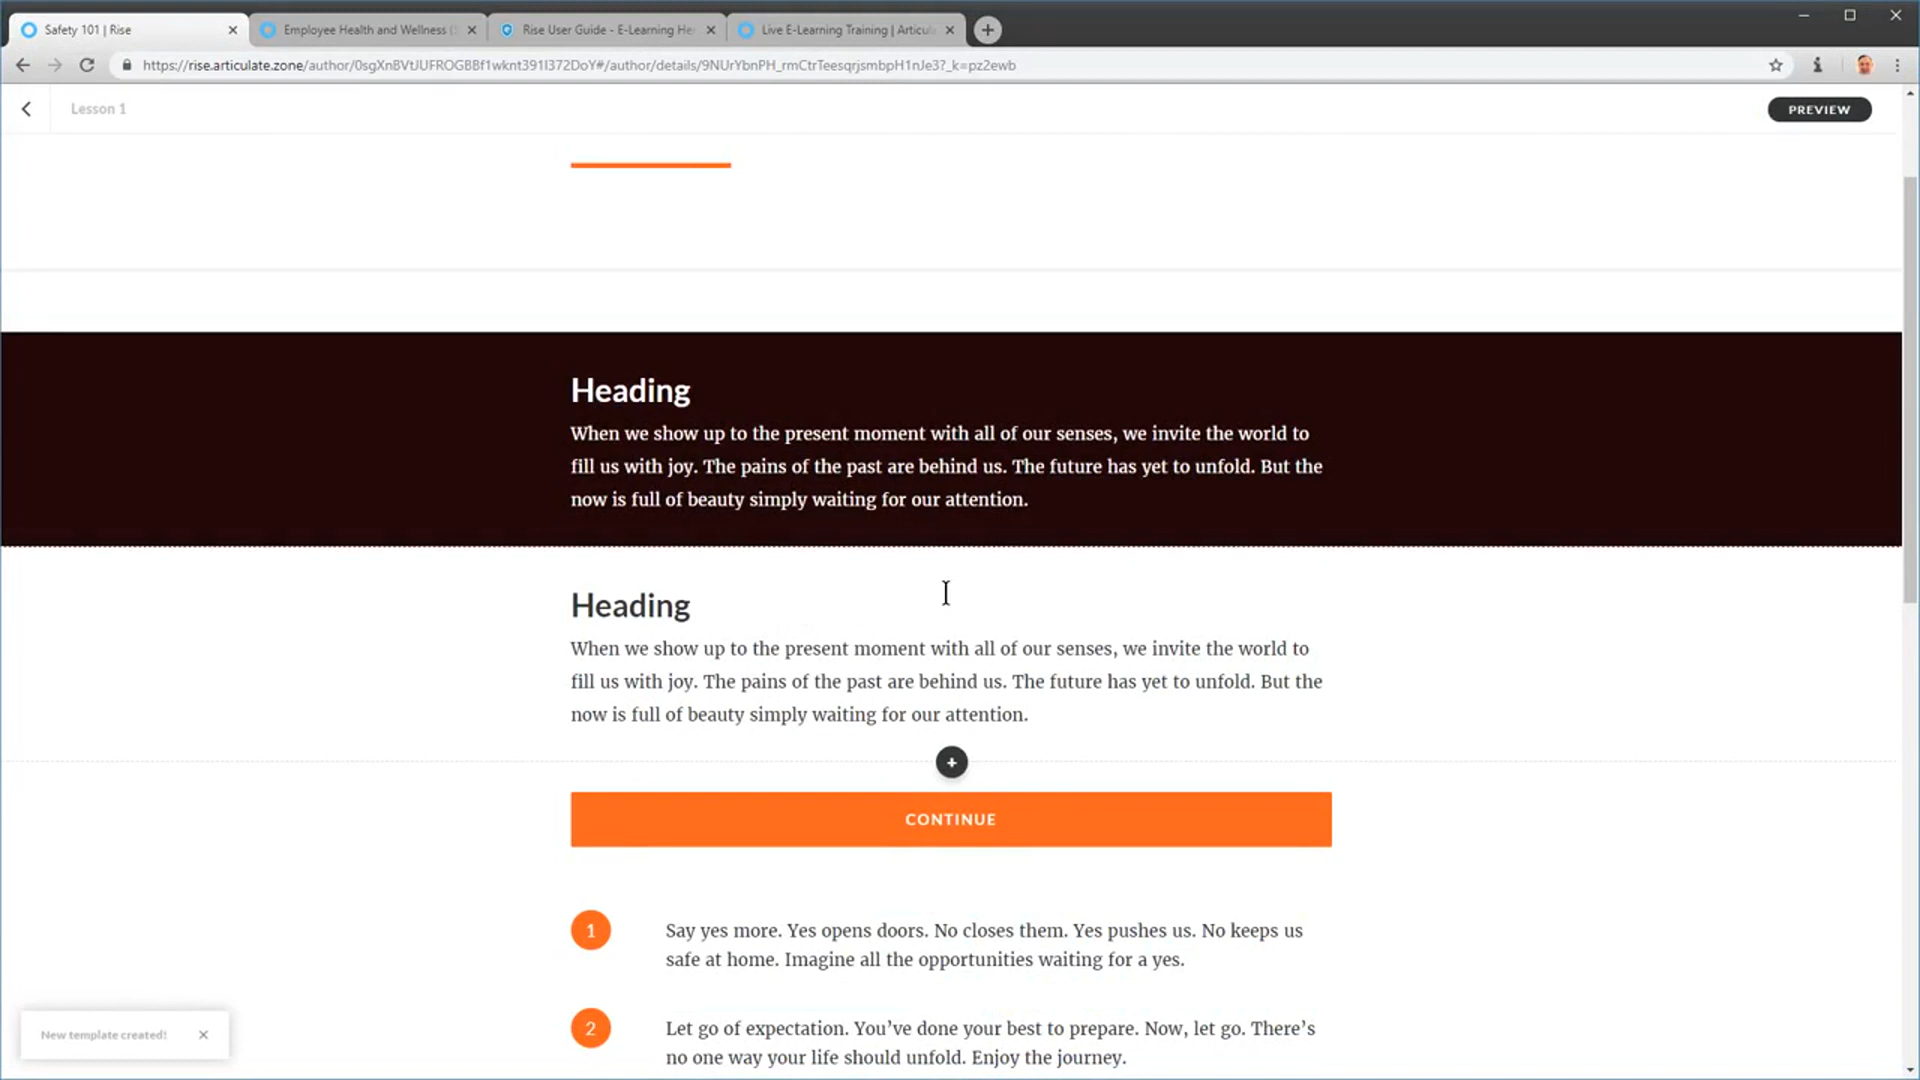 Safety 101 | Rise
Employee Health and Wellness (
Rise User Guide - E-Learning He
Live E-Learning Training | Articula
https://rise.articulate.zone/author/
Lesson 1
PREVIEW
Heading
When we show up to the present moment with all of our senses, we invite the world to
fill us with joy. The pains of the past are behind us. The future has yet to unfold. But the
now is full of beauty simply waiting for our attention.
Heading
When we show up to the present moment with all of our senses, we invite the world to
fill us with joy. The pains of the past are behind us. The future has yet to unfold. But the
now is full of beauty simply waiting for our attention.
CONTINUE
1
Say yes more. Yes opens doors. No closes them. Yes pushes us. No keeps us
safe at home. Imagine all the opportunities waiting for a yes.
2
Let go of expectation. You’ve done your best to prepare. Now, let go. There’s
no one way your life should unfold. Enjoy the journey.
New template created!